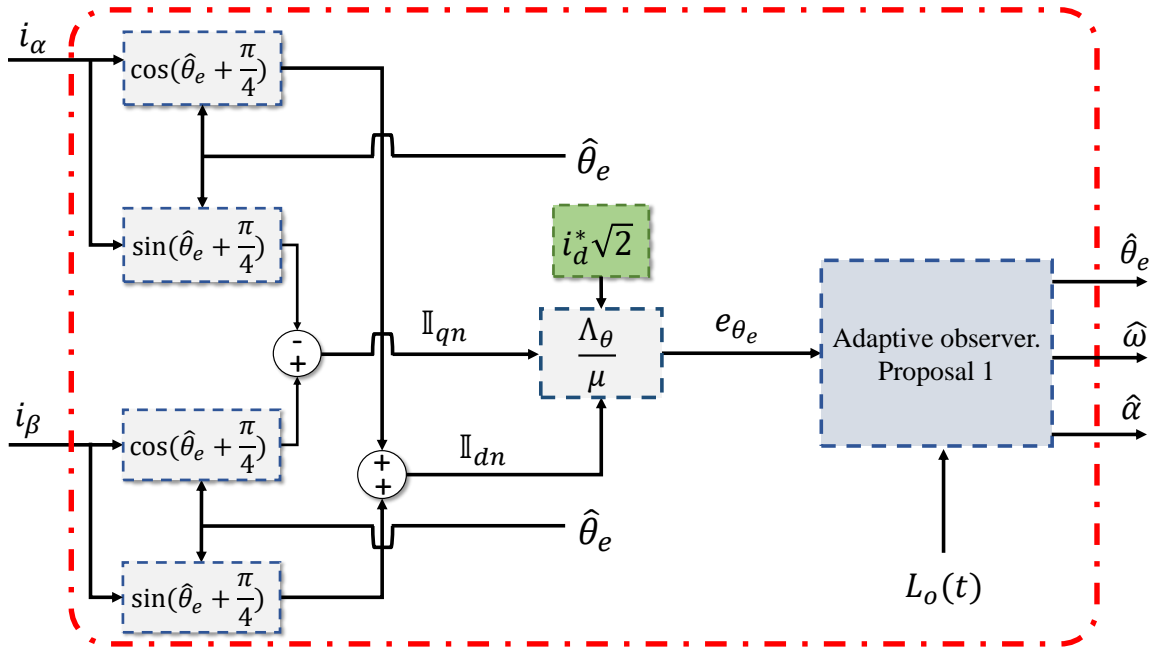 i_α
cos(θ̂_e + π/4)
θ̂_e
sin(θ̂_e + π/4)
i_d^*√2
-
+
𝕀_qn
Λ_θ/μ
e_θ_e
Adaptive observer.
Proposal 1
θ̂_e
ω̂
α̂
i_β
cos(θ̂_e + π/4)
+
+
𝕀_dn
θ̂_e
sin(θ̂_e + π/4)
L_o(t)